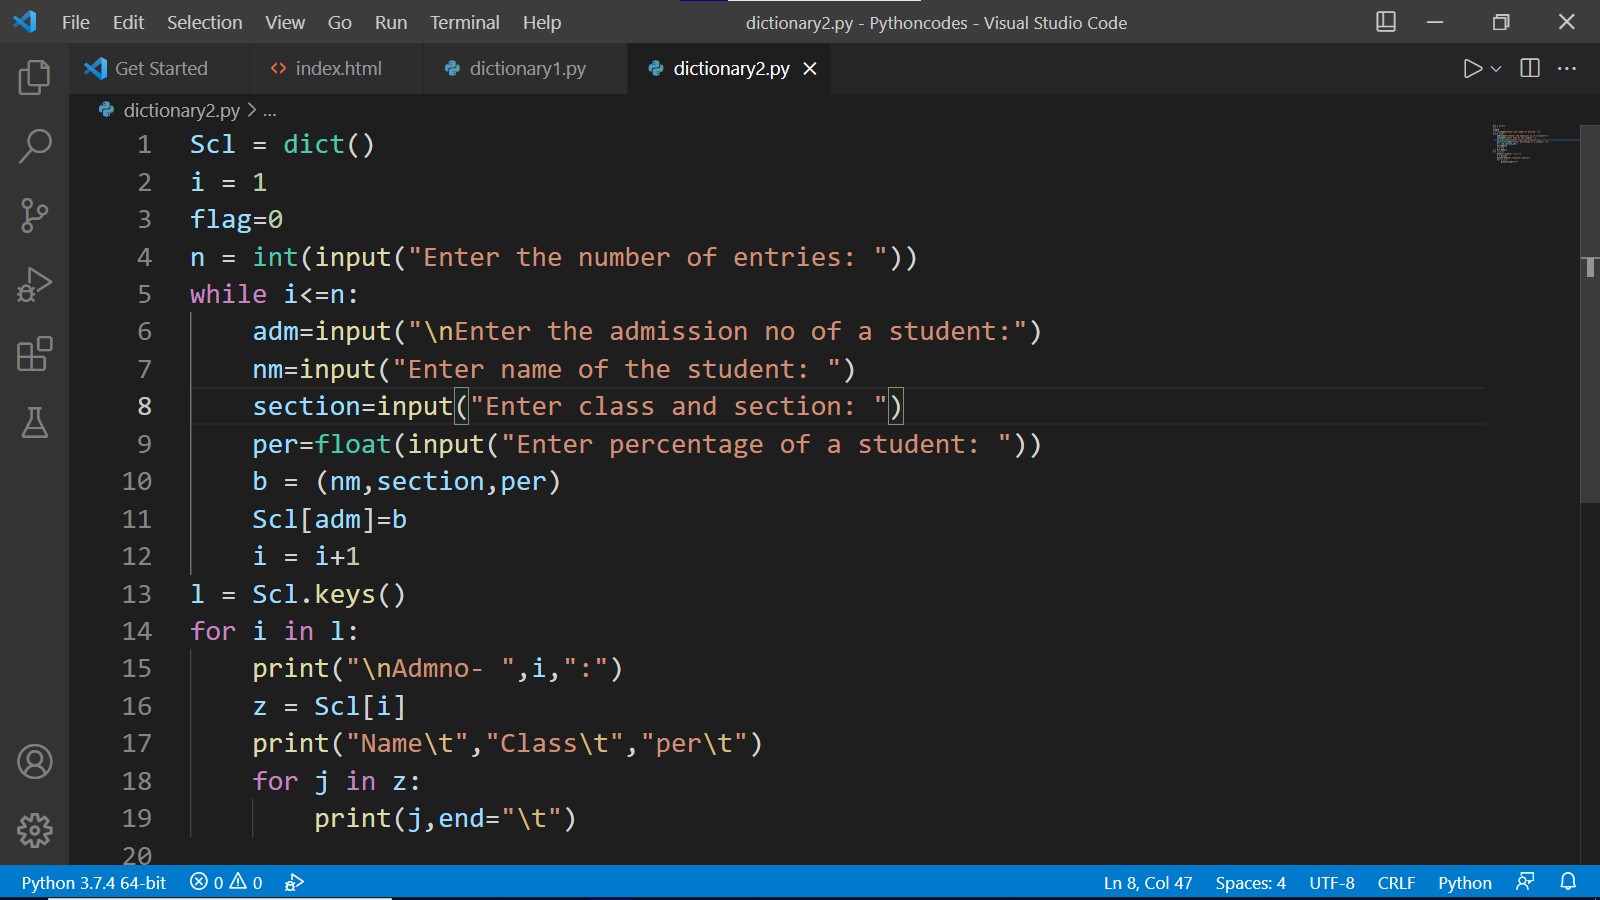 File Edit Selection View Go Run Terminal Help dictionary2.py - Pythoncodes - Visual Studio Code
Get Started index.html dictionary1.py dictionary2.py
dictionary2.py > ...
1 Scl = dict()
2 i = 1
3 flag=0
4 n = int(input("Enter the number of entries: "))
5 while i<=n:
6     adm=input("\nEnter the admission no of a student:")
7     nm=input("Enter name of the student: ")
8     section=input("Enter class and section: ")
9     per=float(input("Enter percentage of a student: "))
10     b = (nm,section,per)
11     Scl[adm]=b
12     i = i+1
13 l = Scl.keys()
14 for i in l:
15     print("\nAdmno- ",i,":")
16     z = Scl[i]
17     print("Name\t","Class\t","per\t")
18     for j in z:
19         print(j,end="\t")
20
Python 3.7.4 64-bit 0 0 Ln 8, Col 47 Spaces: 4 UTF-8 CRLF Python